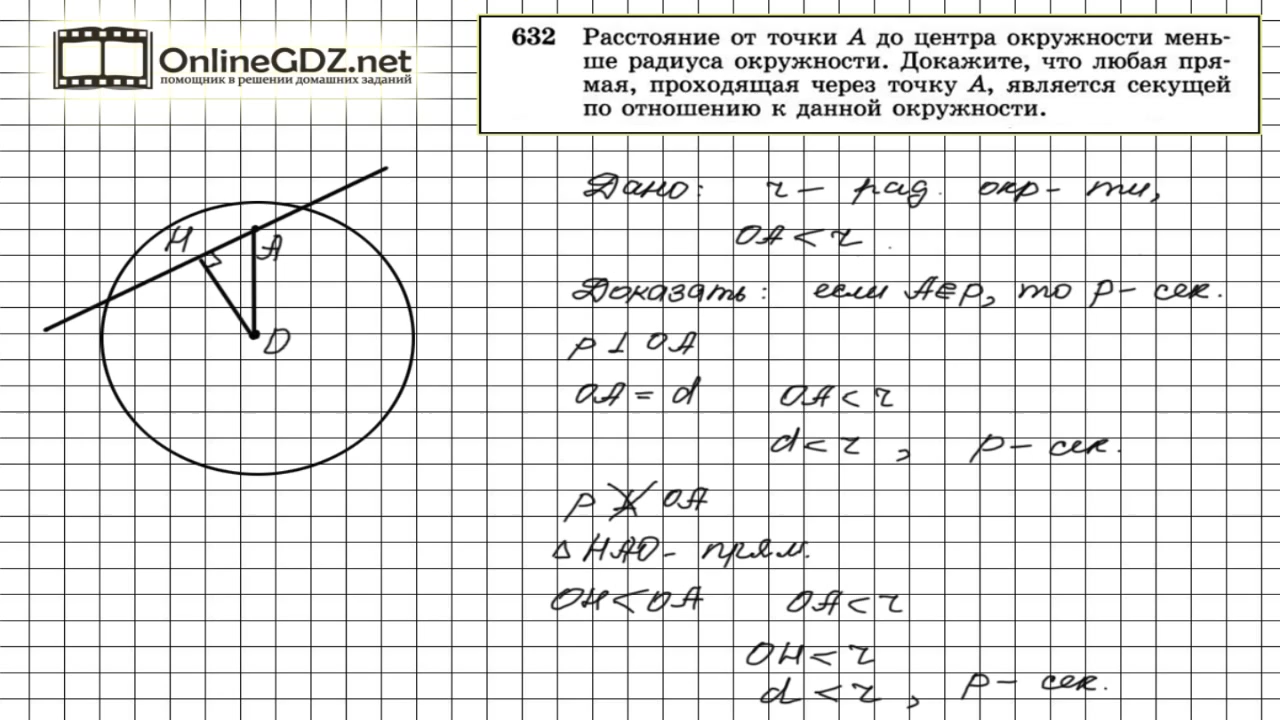 OnlineGDZ.net
помощник в решении домашних заданий
632 Расстояние от точки A до центра окружности мень-
ше радиуса окружности. Докажите, что любая пря-
мая, проходящая через точку A, является секущей
по отношению к данной окружности.
Дано: r – рад. окр-ти,
OA < r.
Доказать: если A∈p, то p – сек.
H
A
O
p ⊥ OA
OA = d OA < r
d < r, p – сек.
p ⊥̸ OA
△ HAO – прям.
OH < OA OA < r
OH < r
d < r, p – сек.